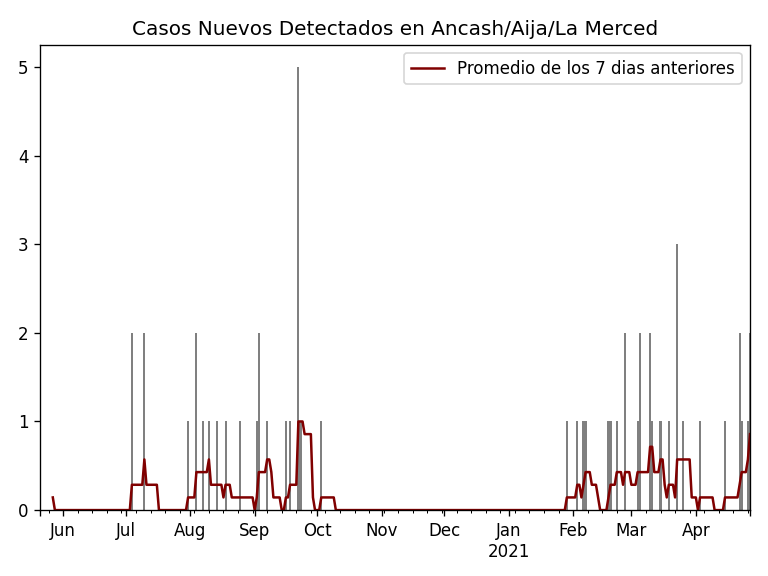 Casos Nuevos Detectados en Ancash/Aija/La Merced
Promedio de los 7 dias anteriores
5
4
3
2
1
0
Jun Jul Aug Sep Oct Nov Dec Jan Feb Mar Apr
2021